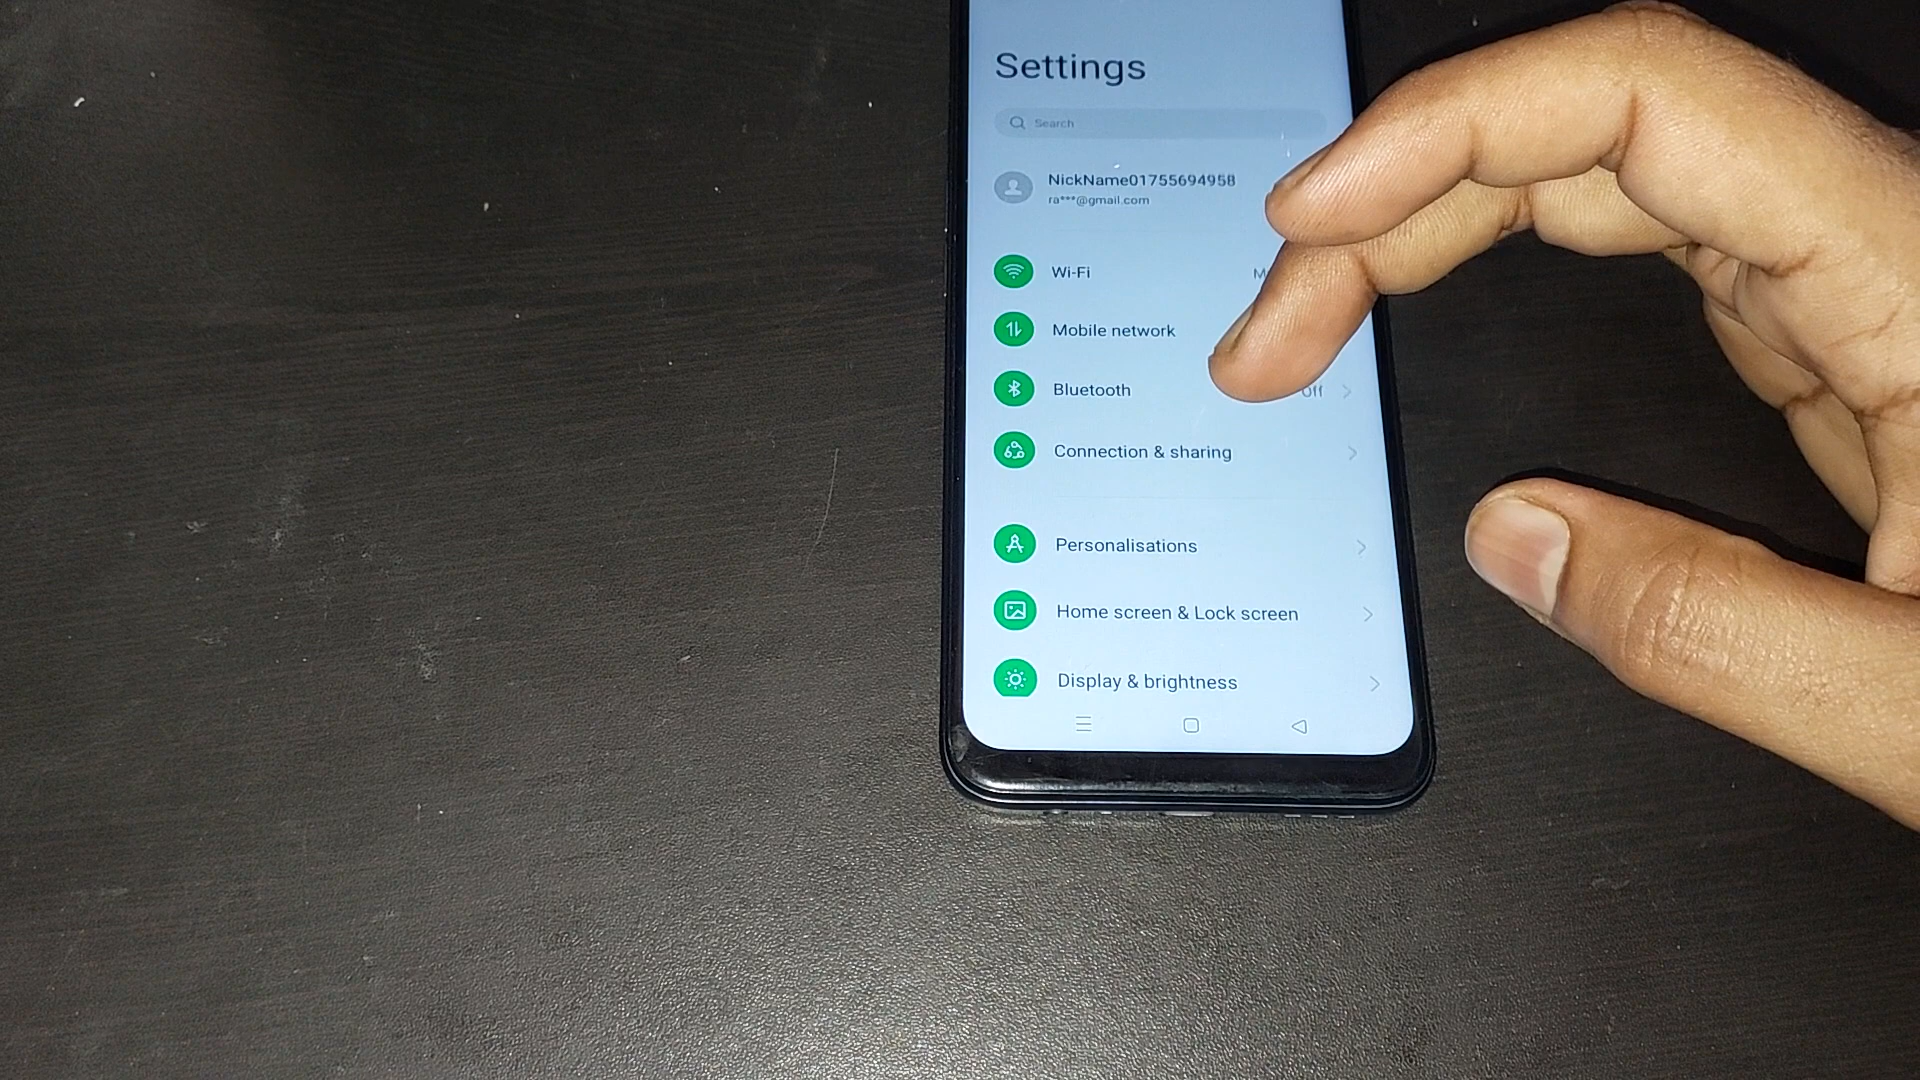 Settings
Search
NickName01755694958
ra***@gmail.com
Wi-Fi
Mobile network
Bluetooth Off
Connection & sharing
Personalisations
Home screen & Lock screen
Display & brightness